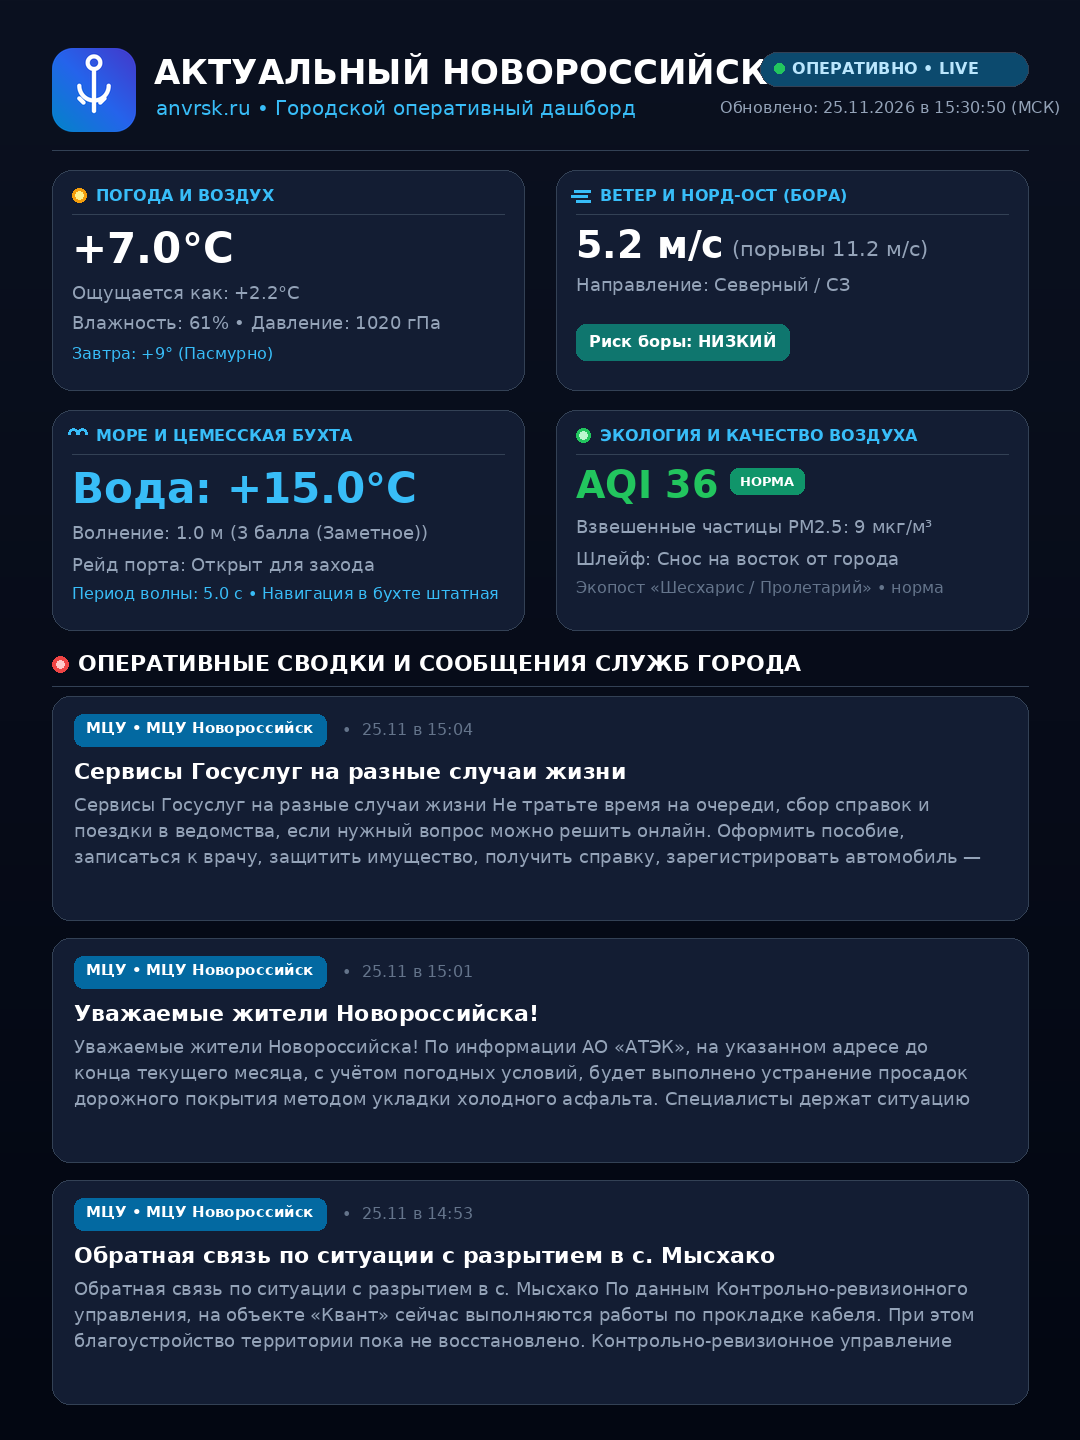 АКТУАЛЬНЫЙ НОВОРОССИЙСК
ОПЕРАТИВНО • LIVE
anvrsk.ru • Городской оперативный дашборд
Обновлено: 25.11.2026 в 15:30:50 (МСК)
ПОГОДА И ВОЗДУХ
+7.0°C
Ощущается как: +2.2°C
Влажность: 61% • Давление: 1020 гПа
Завтра: +9° (Пасмурно)
ВЕТЕР И НОРД-ОСТ (БОРА)
5.2 м/с (порывы 11.2 м/с)
Направление: Северный / СЗ
Риск боры: НИЗКИЙ
МОРЕ И ЦЕМЕССКАЯ БУХТА
Вода: +15.0°C
Волнение: 1.0 м (3 балла (Заметное))
Рейд порта: Открыт для захода
Период волны: 5.0 с • Навигация в бухте штатная
ЭКОЛОГИЯ И КАЧЕСТВО ВОЗДУХА
AQI 36 НОРМА
Взвешенные частицы PM2.5: 9 мкг/м³
Шлейф: Снос на восток от города
Экопост «Шесхарис / Пролетарий» • норма
ОПЕРАТИВНЫЕ СВОДКИ И СООБЩЕНИЯ СЛУЖБ ГОРОДА
МЦУ • МЦУ Новороссийск • 25.11 в 15:04
Сервисы Госуслуг на разные случаи жизни
Сервисы Госуслуг на разные случаи жизни Не тратьте время на очереди, сбор справок и
поездки в ведомства, если нужный вопрос можно решить онлайн. Оформить пособие,
записаться к врачу, защитить имущество, получить справку, зарегистрировать автомобиль —
МЦУ • МЦУ Новороссийск • 25.11 в 15:01
Уважаемые жители Новороссийска!
Уважаемые жители Новороссийска! По информации АО «АТЭК», на указанном адресе до
конца текущего месяца, с учётом погодных условий, будет выполнено устранение просадок
дорожного покрытия методом укладки холодного асфальта. Специалисты держат ситуацию
МЦУ • МЦУ Новороссийск • 25.11 в 14:53
Обратная связь по ситуации с разрытием в с. Мысхако
Обратная связь по ситуации с разрытием в с. Мысхако По данным Контрольно-ревизионного
управления, на объекте «Квант» сейчас выполняются работы по прокладке кабеля. При этом
благоустройство территории пока не восстановлено. Контрольно-ревизионное управление